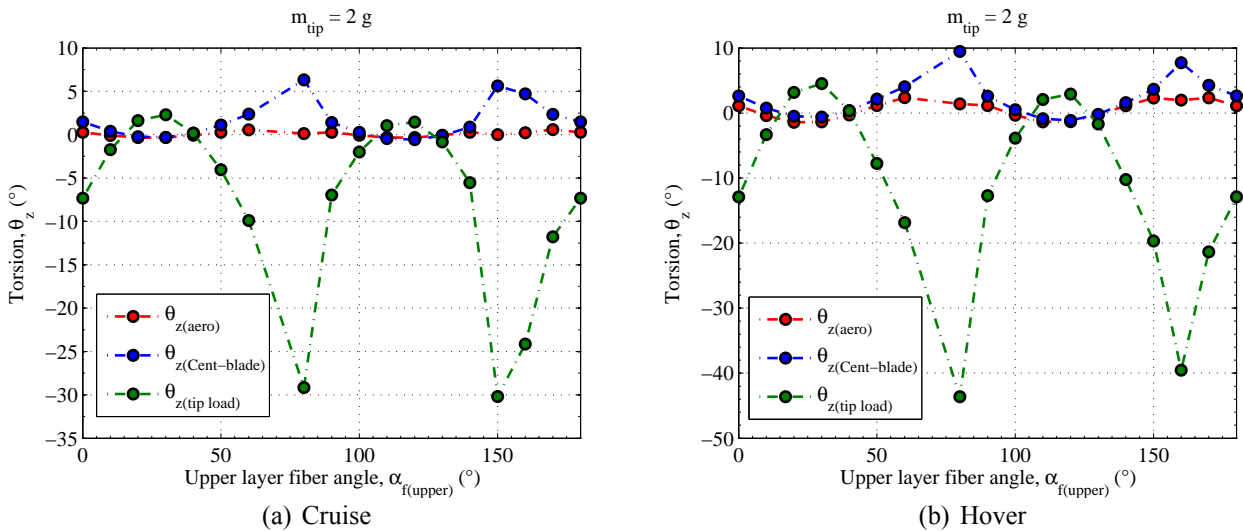 m_tip = 2 g
10
5
0
−5
−10
−15
−20
−25
−30
−35
Torsion, θ_z (°)
θ_z(aero)
θ_z(Cent−blade)
θ_z(tip load)
0 50 100 150
Upper layer fiber angle, α_f(upper) (°)
(a) Cruise
m_tip = 2 g
10
0
−10
−20
−30
−40
−50
Torsion, θ_z (°)
θ_z(aero)
θ_z(Cent−blade)
θ_z(tip load)
0 50 100 150
Upper layer fiber angle, α_f(upper) (°)
(b) Hover